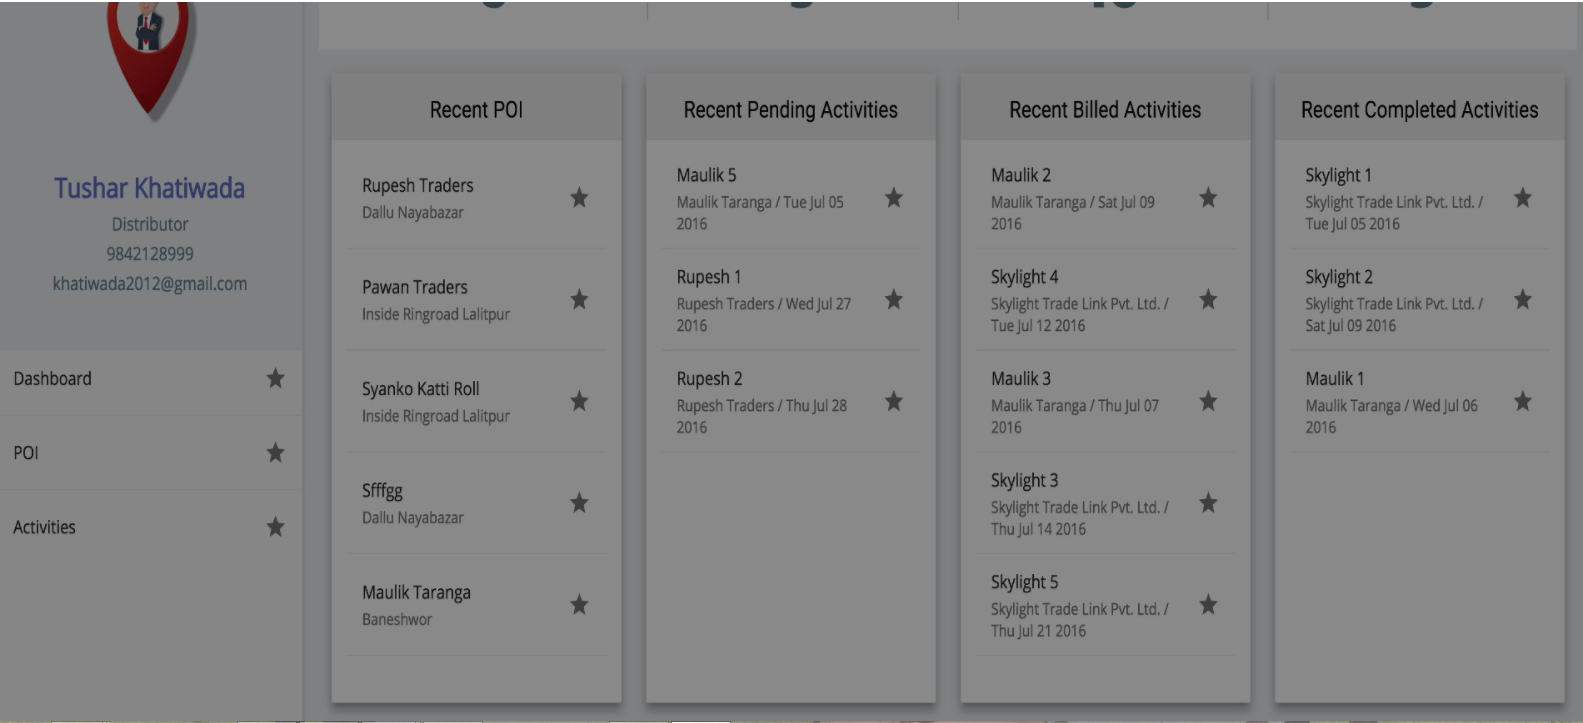 Tushar Khatiwada
Distributor
9842128999
khatiwada2012@gmail.com
Dashboard
POI
Activities
Recent POI
Rupesh Traders
Dallu Nayabazar
Pawan Traders
Inside Ringroad Lalitpur
Syanko Katti Roll
Inside Ringroad Lalitpur
Sfffgg
Dallu Nayabazar
Maulik Taranga
Baneshwor
Recent Pending Activities
Maulik 5
Maulik Taranga / Tue Jul 05
2016
Rupesh 1
Rupesh Traders / Wed Jul 27
2016
Rupesh 2
Rupesh Traders / Thu Jul 28
2016
Recent Billed Activities
Maulik 2
Maulik Taranga / Sat Jul 09
2016
Skylight 4
Skylight Trade Link Pvt. Ltd. /
Tue Jul 12 2016
Maulik 3
Maulik Taranga / Thu Jul 07
2016
Skylight 3
Skylight Trade Link Pvt. Ltd. /
Thu Jul 14 2016
Skylight 5
Skylight Trade Link Pvt. Ltd. /
Thu Jul 21 2016
Recent Completed Activities
Skylight 1
Skylight Trade Link Pvt. Ltd. /
Tue Jul 05 2016
Skylight 2
Skylight Trade Link Pvt. Ltd. /
Sat Jul 09 2016
Maulik 1
Maulik Taranga / Wed Jul 06
2016